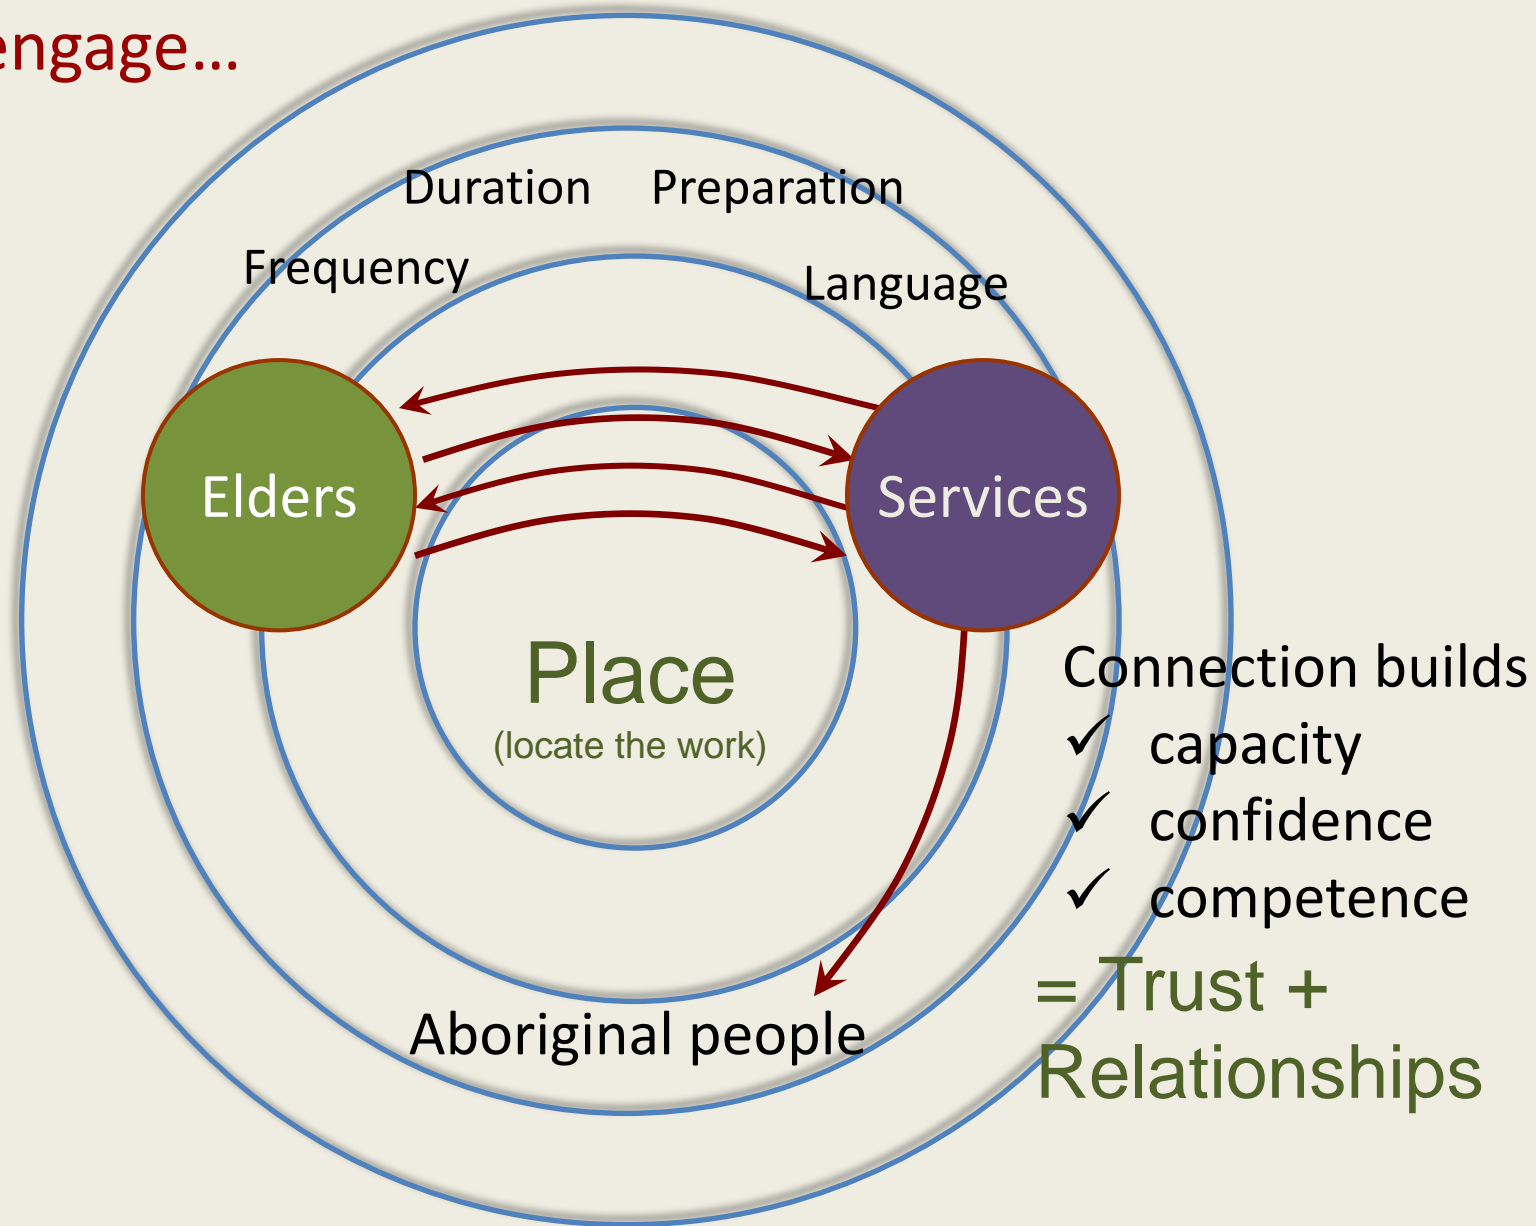 engage...
Duration Preparation
Frequency
Language
Elders
Services
Place
(locate the work)
Connection builds
✓ capacity
✓ confidence
✓ competence
= Trust +
Relationships
Aboriginal people